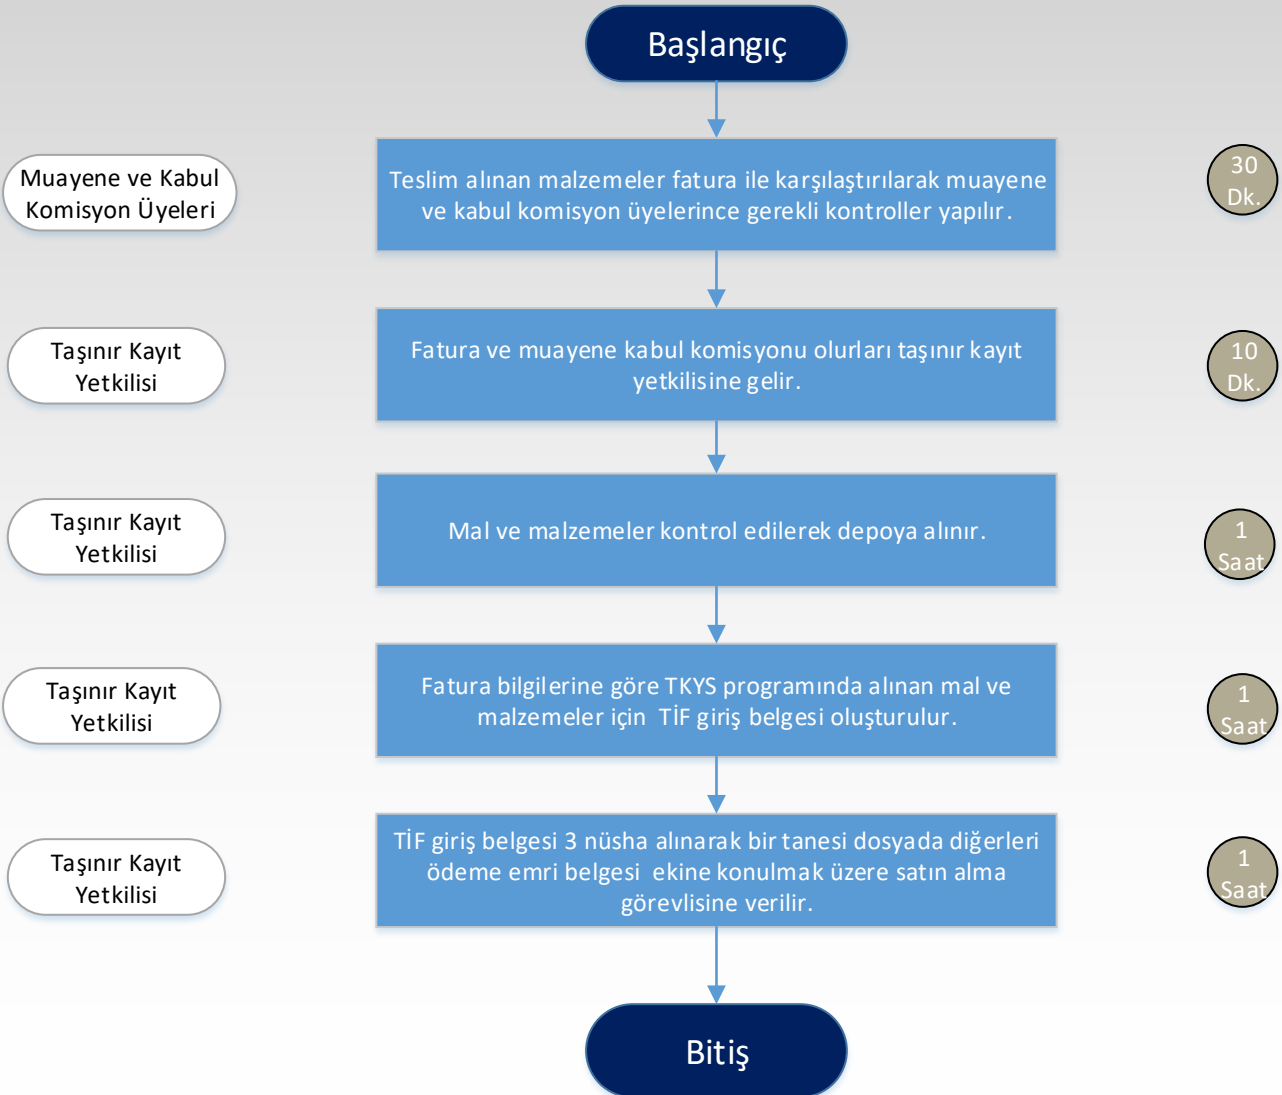 Başlangıç
Muayene ve Kabul
Komisyon Üyeleri
Teslim alınan malzemeler fatura ile karşılaştırılarak muayene
ve kabul komisyon üyelerince gerekli kontroller yapılır.
30
Dk.
Taşınır Kayıt
Yetkilisi
Fatura ve muayene kabul komisyonu olurları taşınır kayıt
yetkilisine gelir.
10
Dk.
Taşınır Kayıt
Yetkilisi
Mal ve malzemeler kontrol edilerek depoya alınır.
1
Saat
Taşınır Kayıt
Yetkilisi
Fatura bilgilerine göre TKYS programında alınan mal ve
malzemeler için TİF giriş belgesi oluşturulur.
1
Saat
Taşınır Kayıt
Yetkilisi
TİF giriş belgesi 3 nüsha alınarak bir tanesi dosyada diğerleri
ödeme emri belgesi ekine konulmak üzere satın alma
görevlisine verilir.
1
Saat
Bitiş